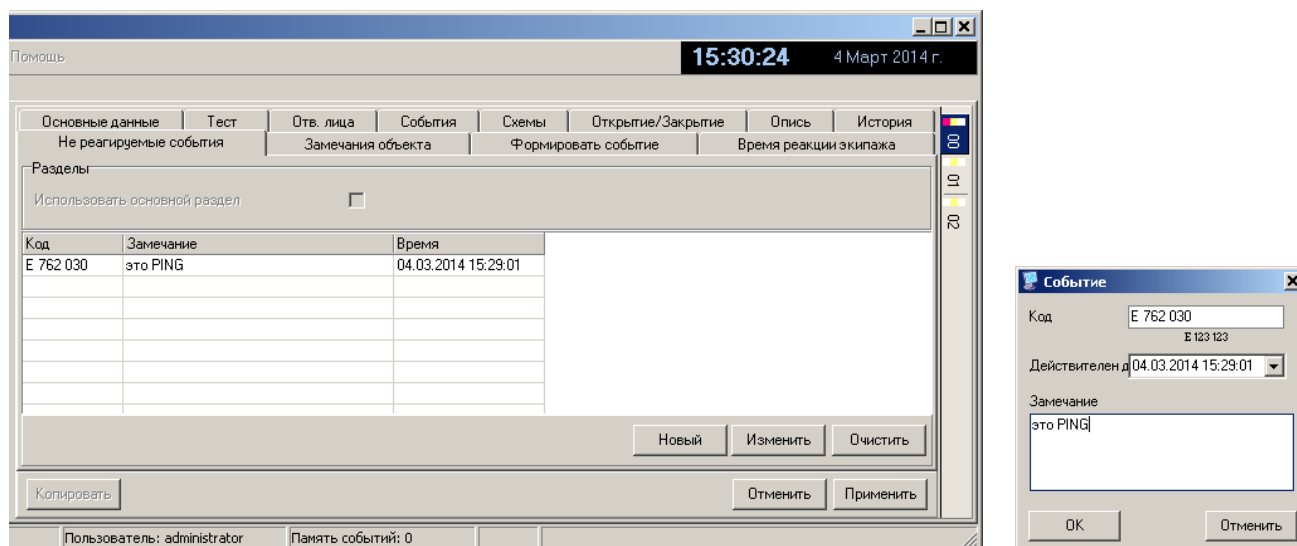 Помощь
15:30:24 4 Март 2014 г.
Основные данные Тест Отв. лица События Схемы Открытие/Закрытие Опись История
Не реагируемые события Замечания объекта Формировать событие Время реакции экипажа
00
01
02
Разделы
Использовать основной раздел
Код Замечание Время
E 762 030 это PING 04.03.2014 15:29:01
Новый Изменить Очистить
Копировать Отменить Применить
Пользователь: administrator Память событий: 0
Событие
Код E 762 030
E 123 123
Действителен д 04.03.2014 15:29:01
Замечание
это PING
OK Отменить